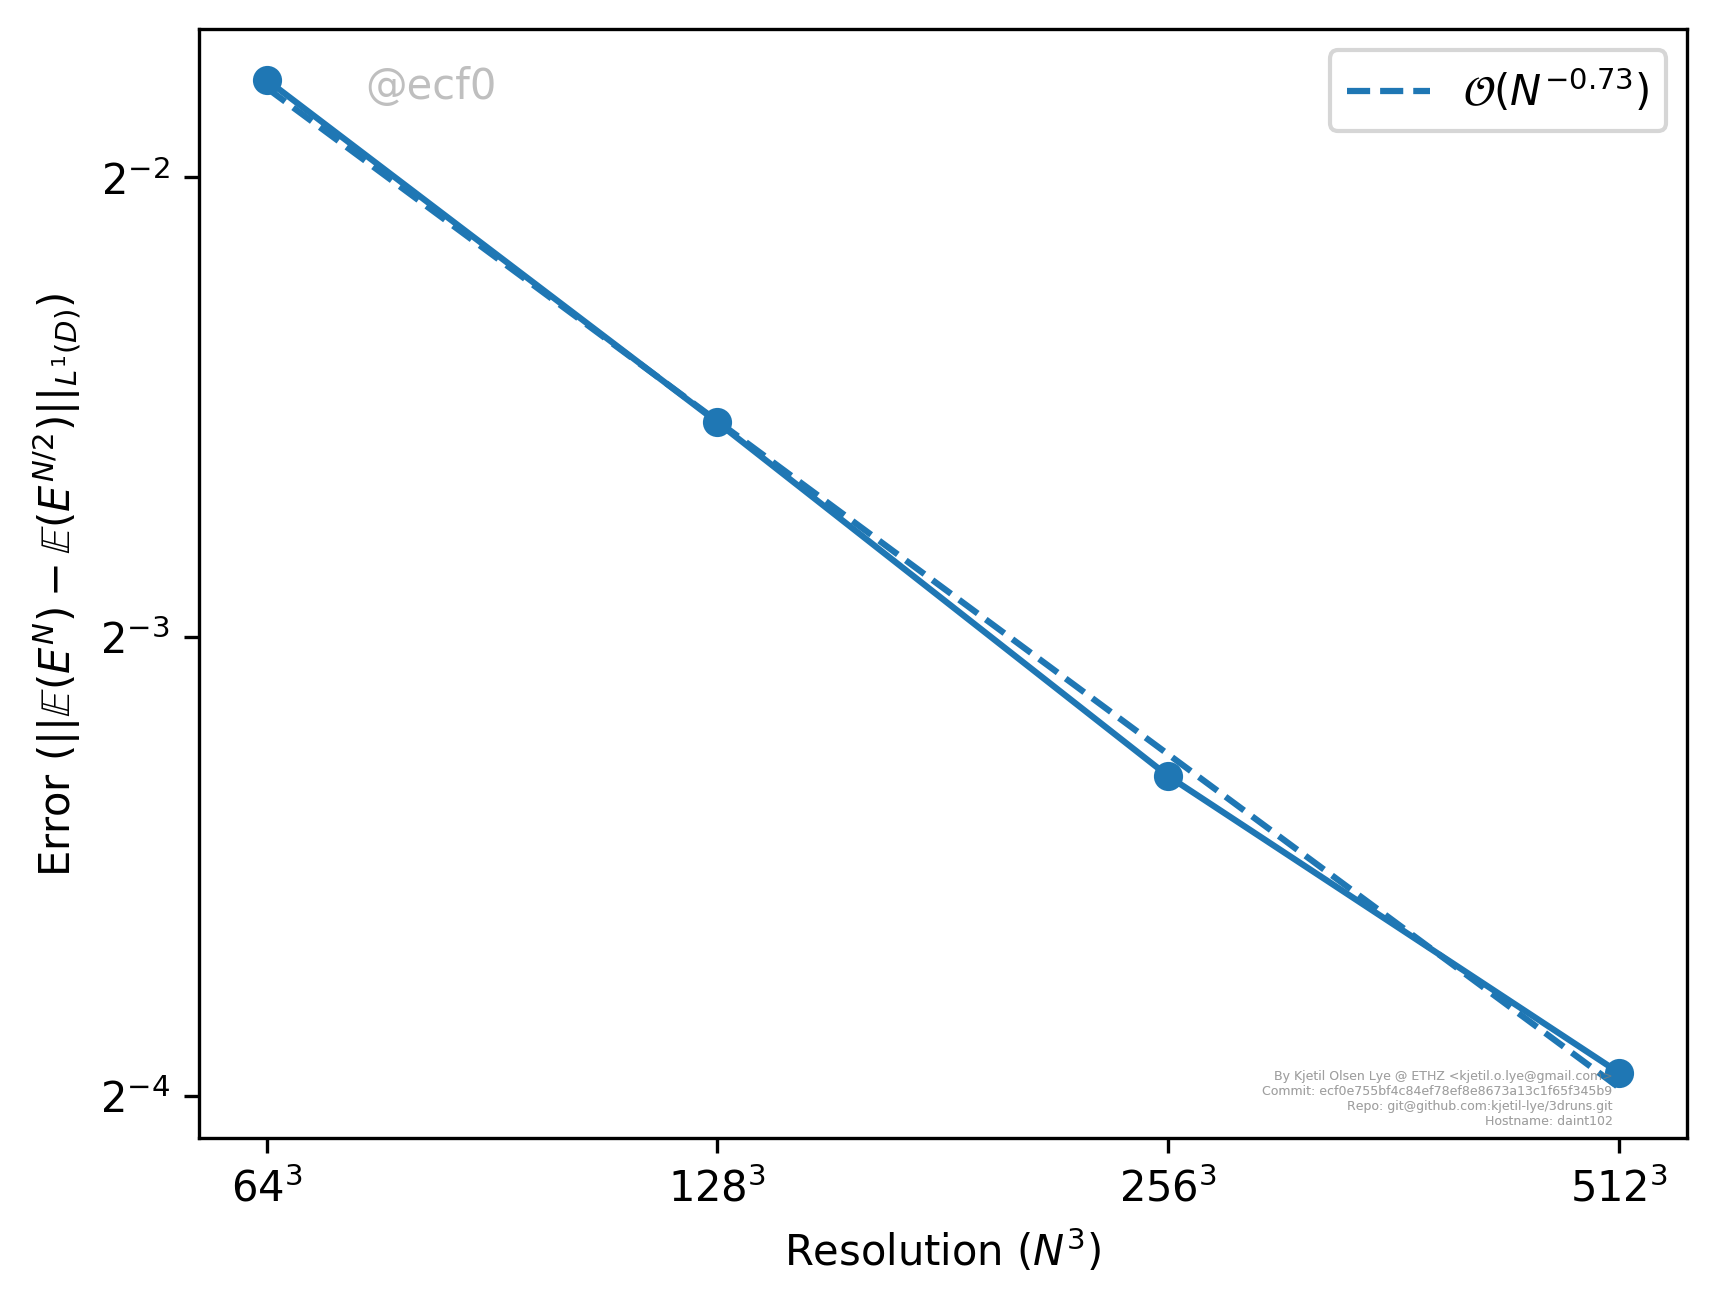 @ecf0
𝒪(N^{-0.73})
2^{-2}
2^{-3}
2^{-4}
Error (||𝔼(E^N) − 𝔼(E^{N/2})||_{L^1(D)})
By Kjetil Olsen Lye @ ETHZ <kjetil.o.lye@gmail.com>
Commit: ecf0e755bf4c84ef78ef8e8673a13c1f65f345b9
Repo: git@github.com:kjetil-lye/3druns.git
Hostname: daint102
64^3 128^3 256^3 512^3
Resolution (N^3)